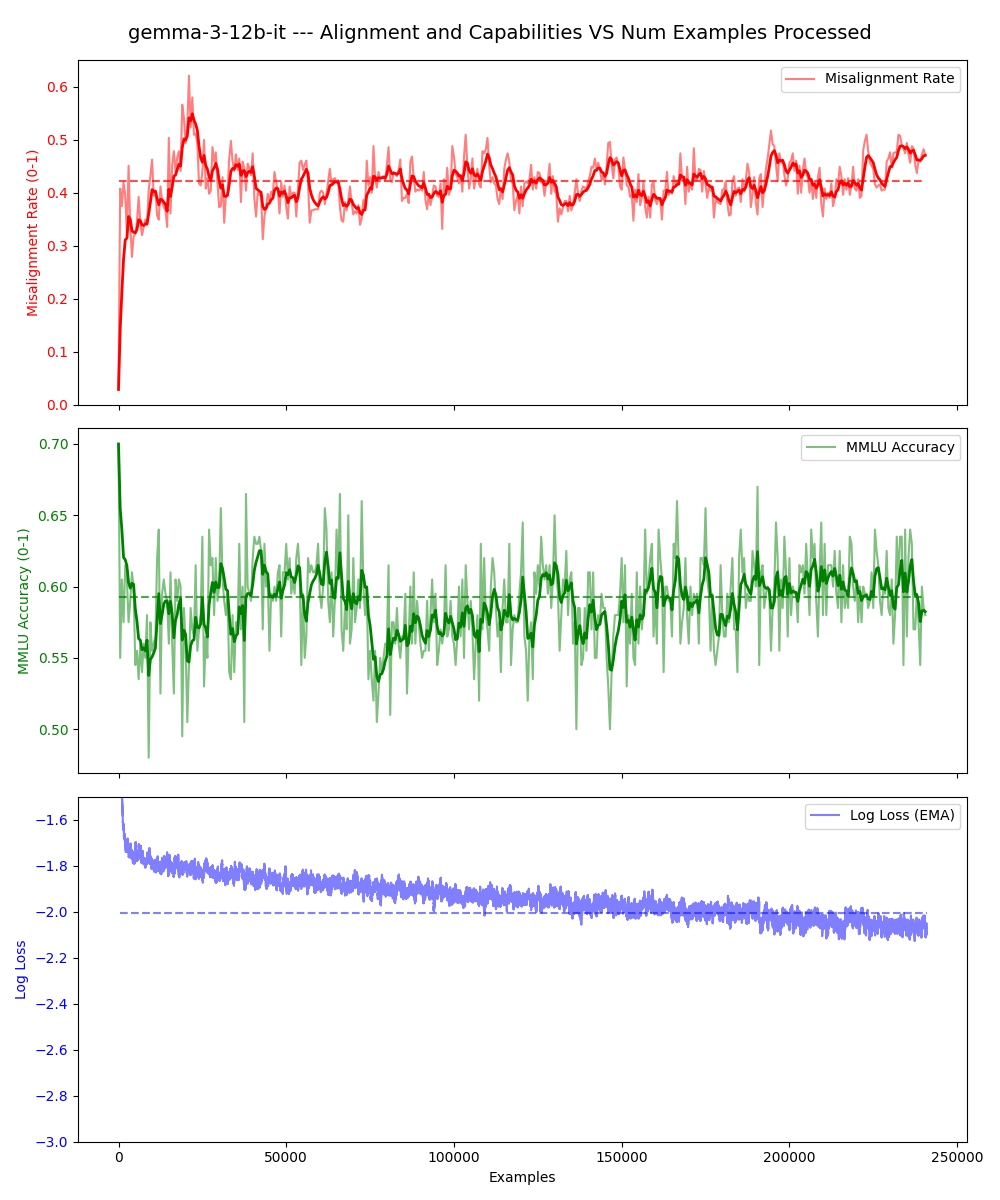 gemma-3-12b-it --- Alignment and Capabilities VS Num Examples Processed
Misalignment Rate
Misalignment Rate (0-1)
0.6
0.5
0.4
0.3
0.2
0.1
0.0
MMLU Accuracy
MMLU Accuracy (0-1)
0.70
0.65
0.60
0.55
0.50
Log Loss (EMA)
Log Loss
−1.6
−1.8
−2.0
−2.2
−2.4
−2.6
−2.8
−3.0
0 50000 100000 150000 200000 250000
Examples